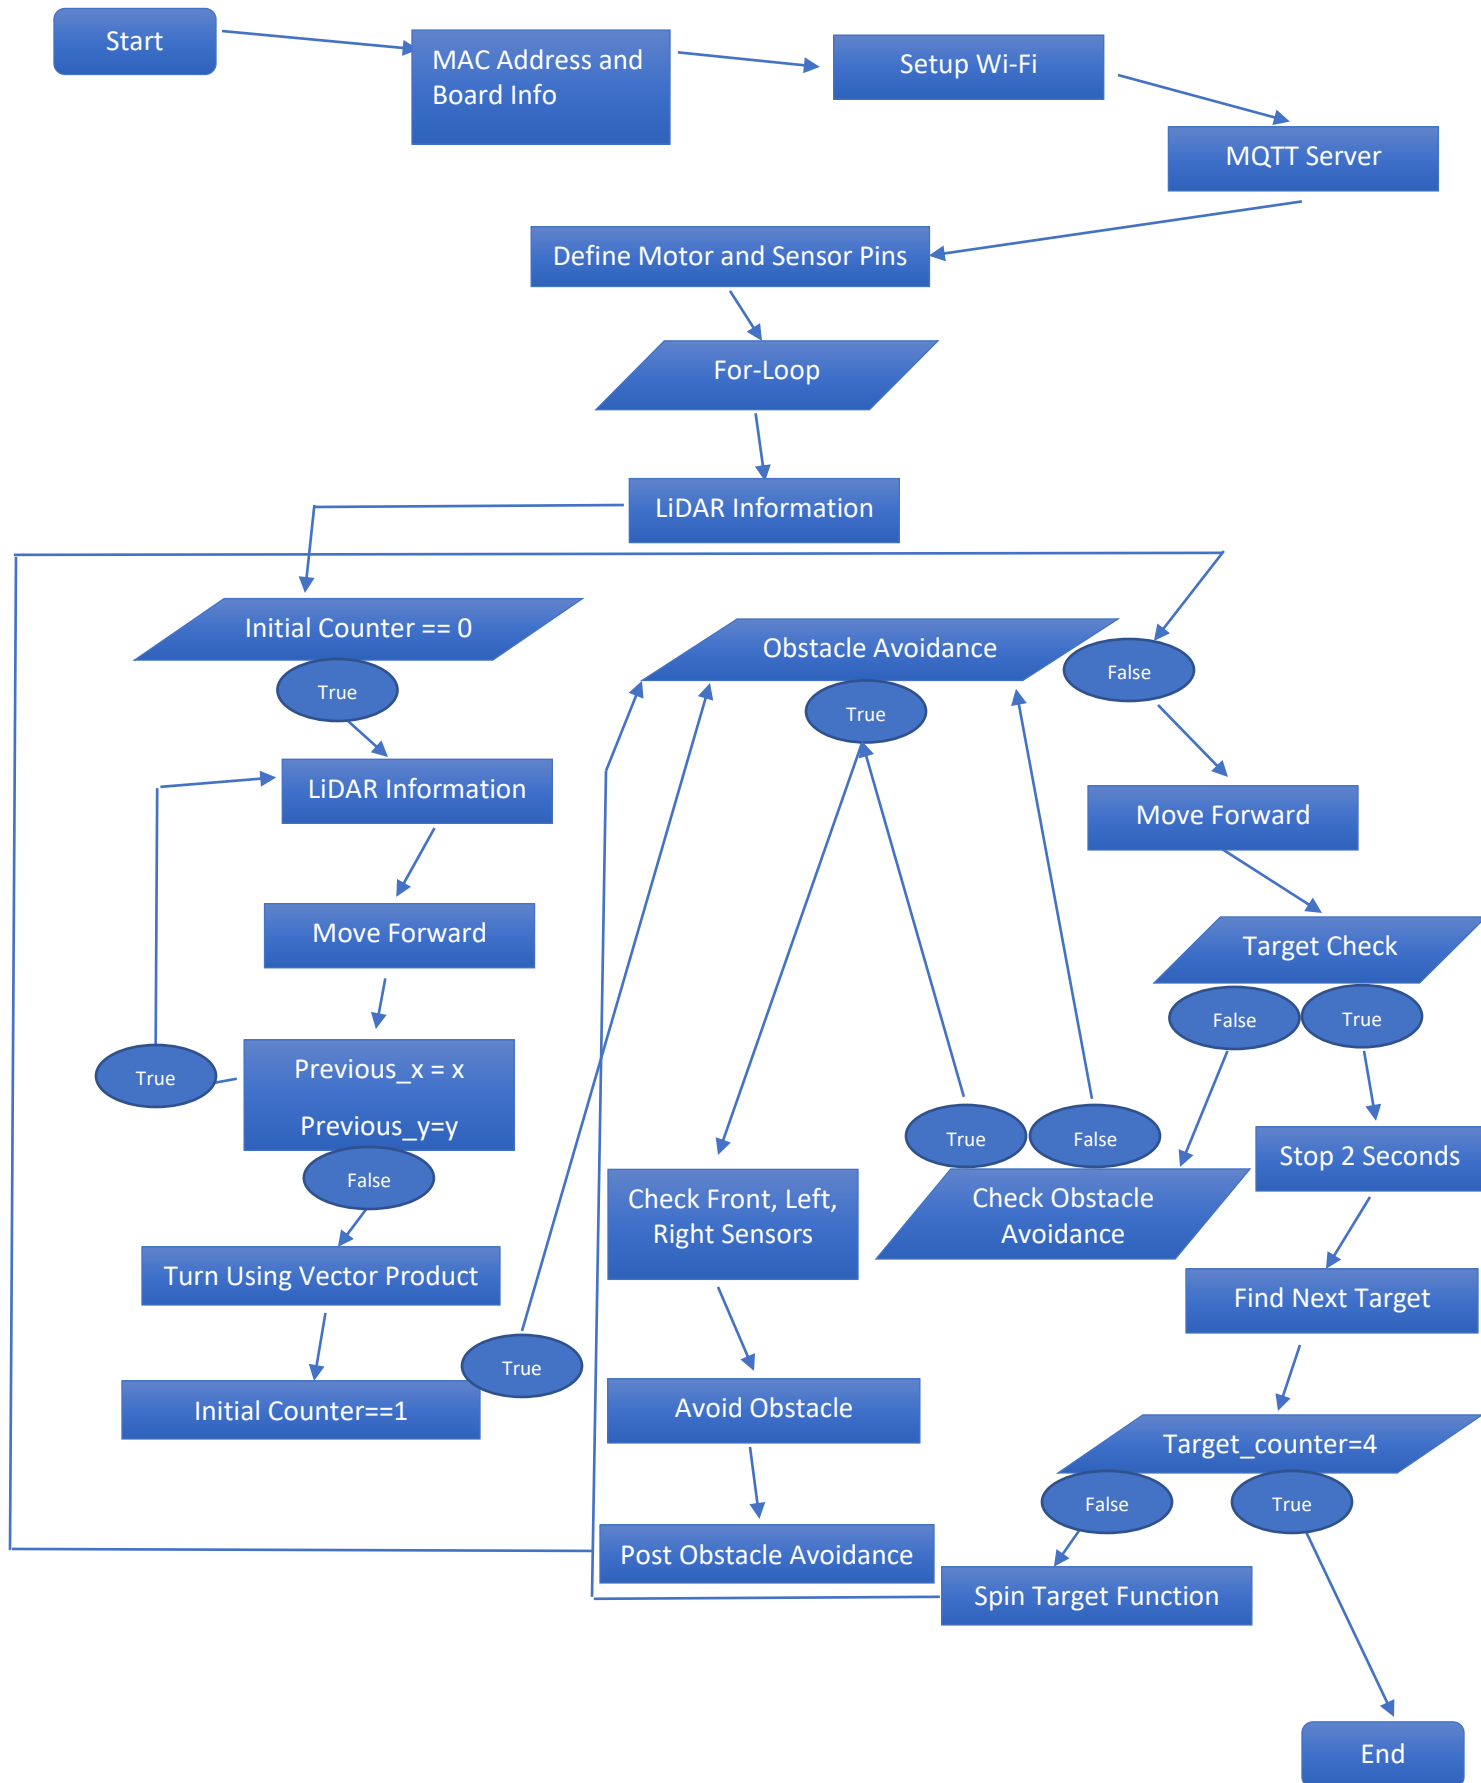 Start
MAC Address and
Board Info
Setup Wi-Fi
MQTT Server
Define Motor and Sensor Pins
For-Loop
LiDAR Information
Initial Counter == 0
True
LiDAR Information
Move Forward
Previous_x = x
Previous_y=y
True
False
Turn Using Vector Product
Initial Counter==1
True
Obstacle Avoidance
True
False
Check Front, Left,
Right Sensors
Avoid Obstacle
Post Obstacle Avoidance
Move Forward
Target Check
False
True
True
False
Check Obstacle
Avoidance
Stop 2 Seconds
Find Next Target
Target_counter=4
False
True
Spin Target Function
End